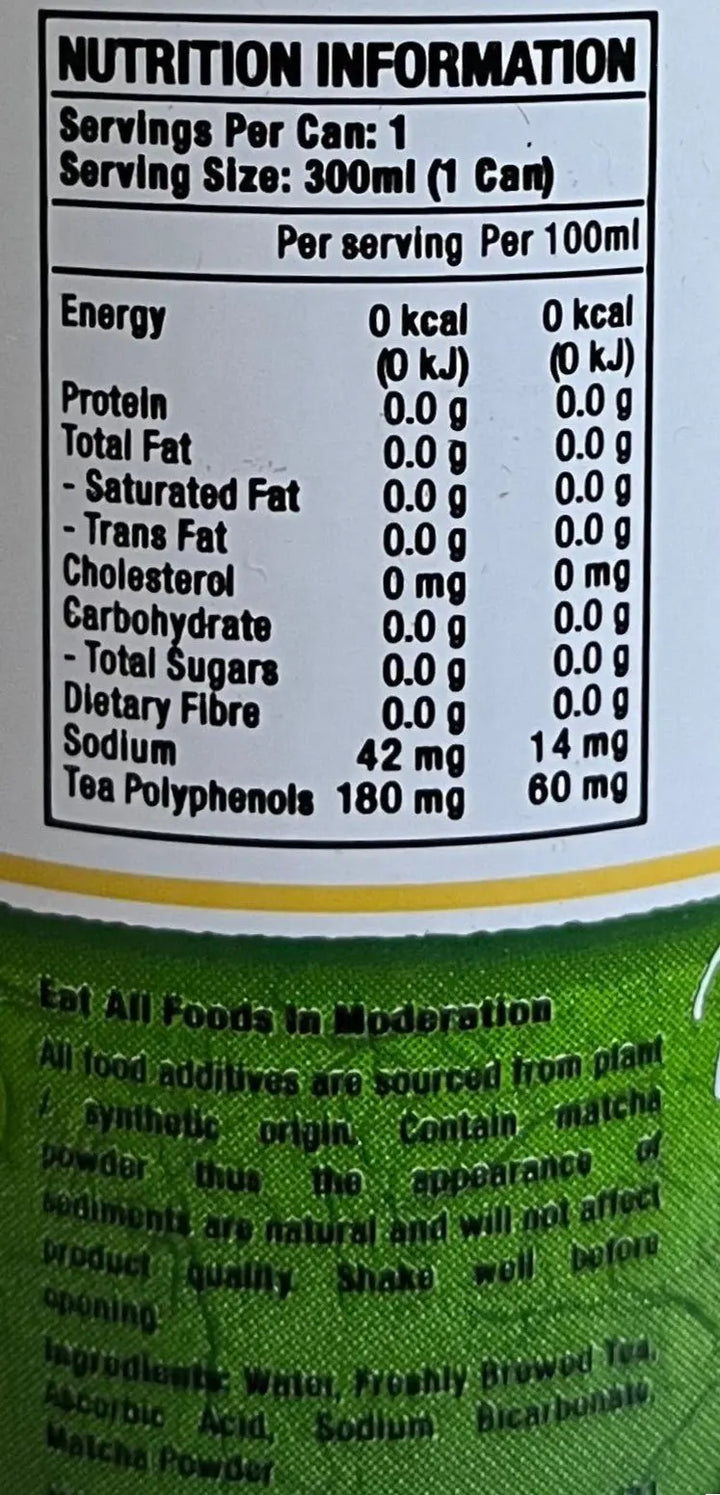 NUTRITION INFORMATION
Servings Per Can: 1
Serving Size: 300ml (1 Can)
Per serving Per 100ml
Energy 0 kcal 0 kcal
(0 kJ) (0 kJ)
Protein 0.0 g 0.0 g
Total Fat 0.0 g 0.0 g
- Saturated Fat 0.0 g 0.0 g
- Trans Fat 0.0 g 0.0 g
Cholesterol 0 mg 0 mg
Carbohydrate 0.0 g 0.0 g
- Total Sugars 0.0 g 0.0 g
Dietary Fibre 0.0 g 0.0 g
Sodium 42 mg 14 mg
Tea Polyphenols 180 mg 60 mg
Eat All Foods In Moderation
All food additives are sourced from plant
/ synthetic origin. Contain matcha
powder thus the appearance of
sediments are natural and will not affect
product quality. Shake well before
opening.
Ingredients: Water, Freshly Brewed Tea,
Ascorbic Acid, Sodium Bicarbonate,
Matcha Powder